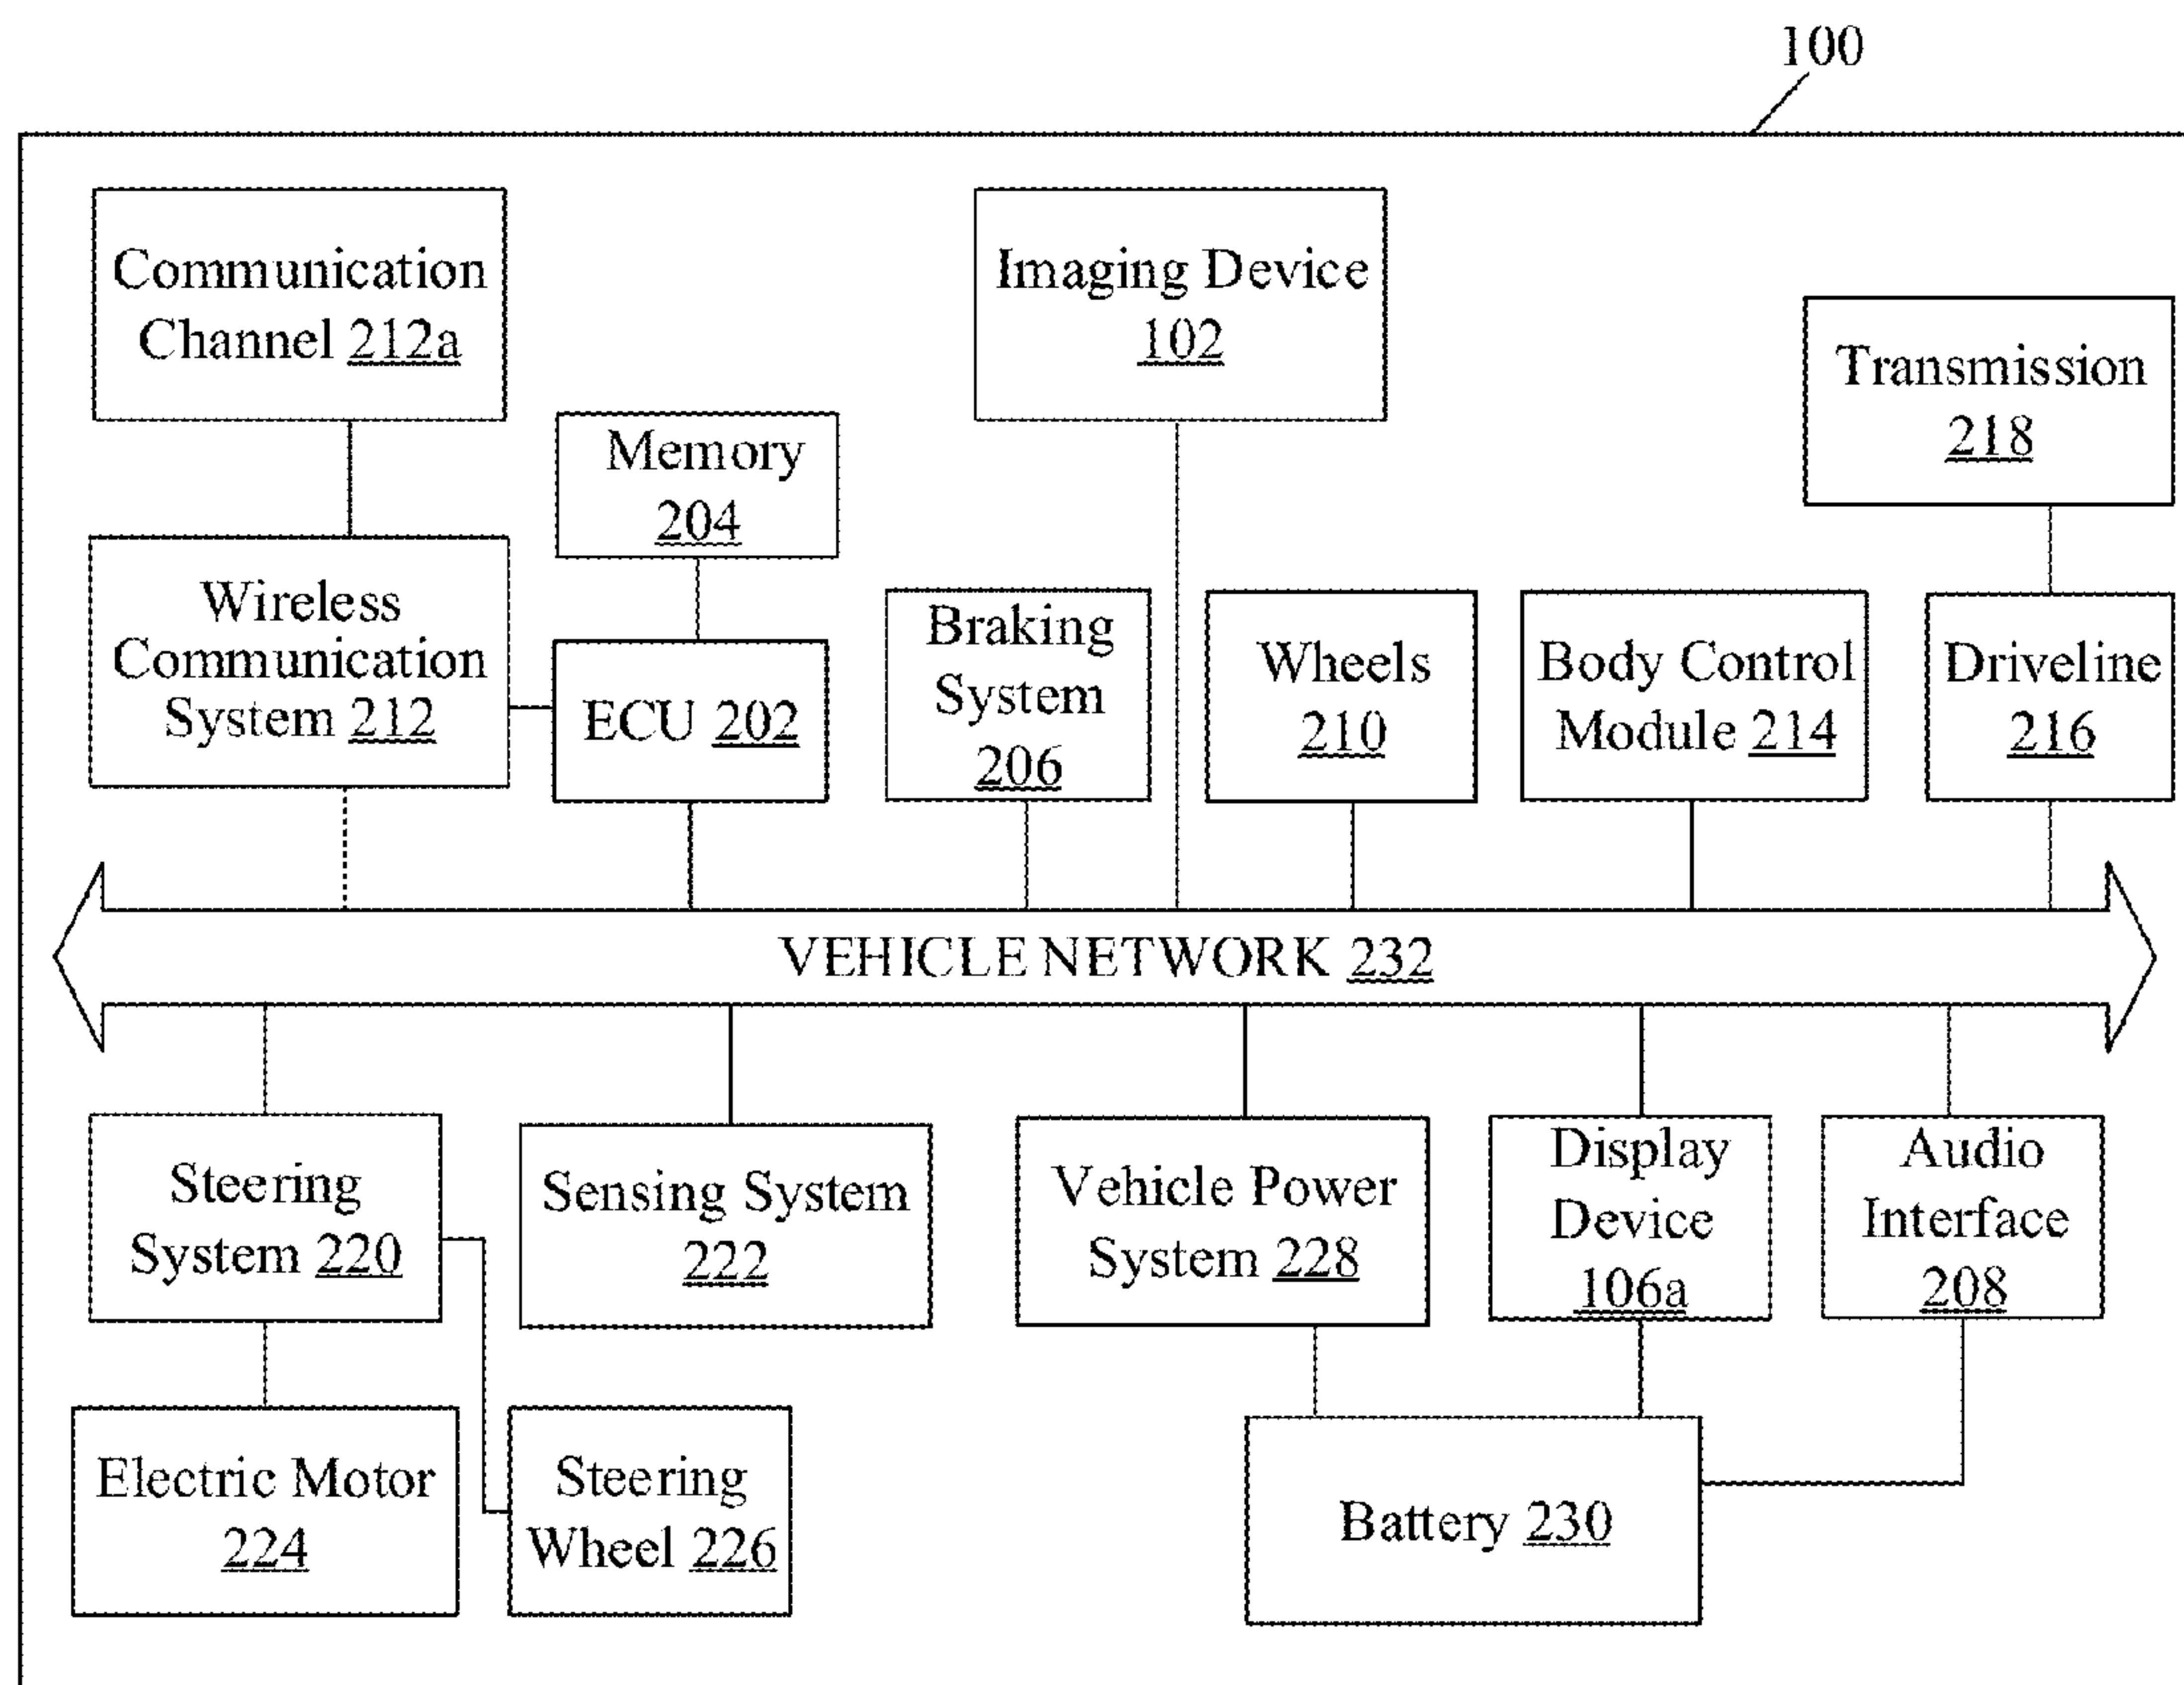 100
Communication
Channel 212a
Imaging Device
102
Transmission
218
Memory
204
Wireless
Communication
System 212
ECU 202
Braking
System
206
Wheels
210
Body Control
Module 214
Driveline
216
VEHICLE NETWORK 232
Steering
System 220
Sensing System
222
Vehicle Power
System 228
Display
Device
106a
Audio
Interface
208
Electric Motor
224
Steering
Wheel 226
Battery 230